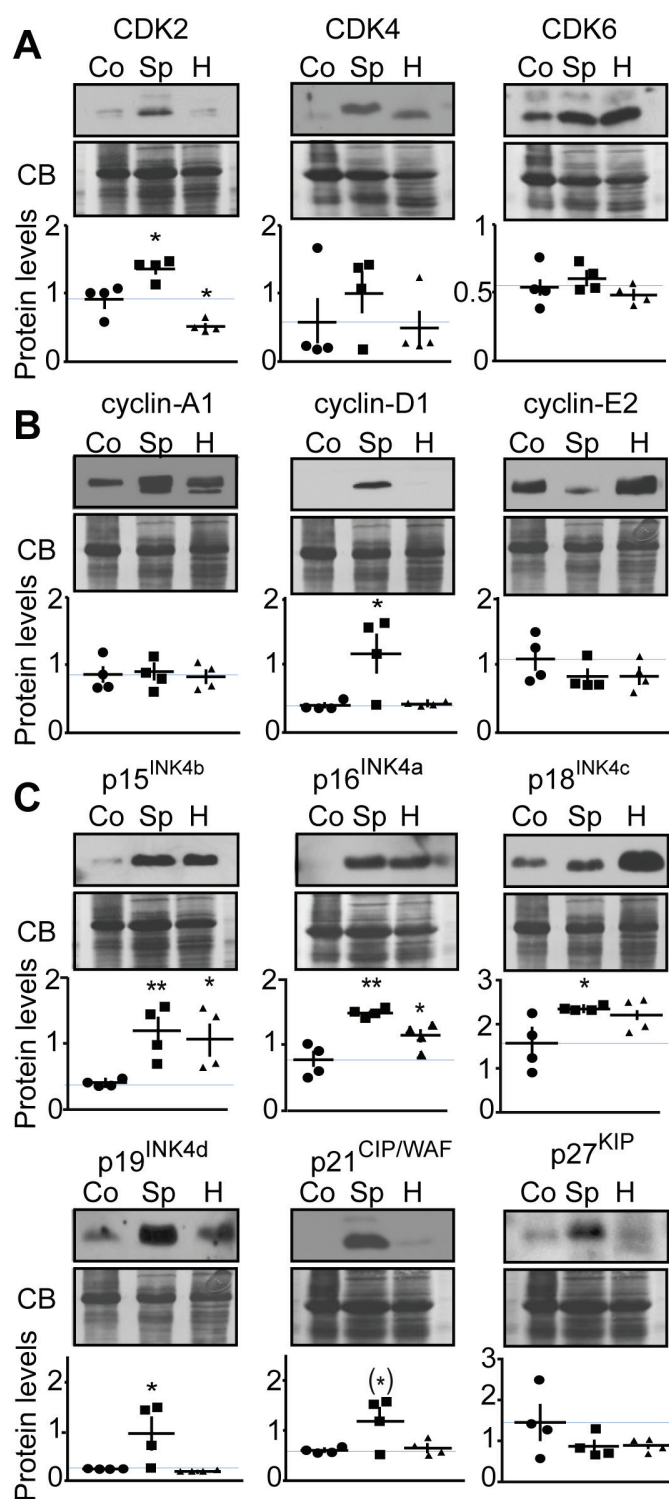 A
CDK2 CDK4 CDK6
Co Sp H Co Sp H Co Sp H
CB
Protein levels
2 * 2 1
1 * 1 0.5
0 0 0
B
cyclin-A1 cyclin-D1 cyclin-E2
Co Sp H Co Sp H Co Sp H
CB
Protein levels
2 2 * 2
1 1 1
0 0 0
C
p15INK4b p16INK4a p18INK4c
Co Sp H Co Sp H Co Sp H
CB
Protein levels
2 ** * 2 ** * 3 *
2
1 1 1
0 0 0
p19INK4d p21CIP/WAF p27KIP
Co Sp H Co Sp H Co Sp H
CB
Protein levels
2 * 2 (*) 3
2
1 1 1
0 0 0